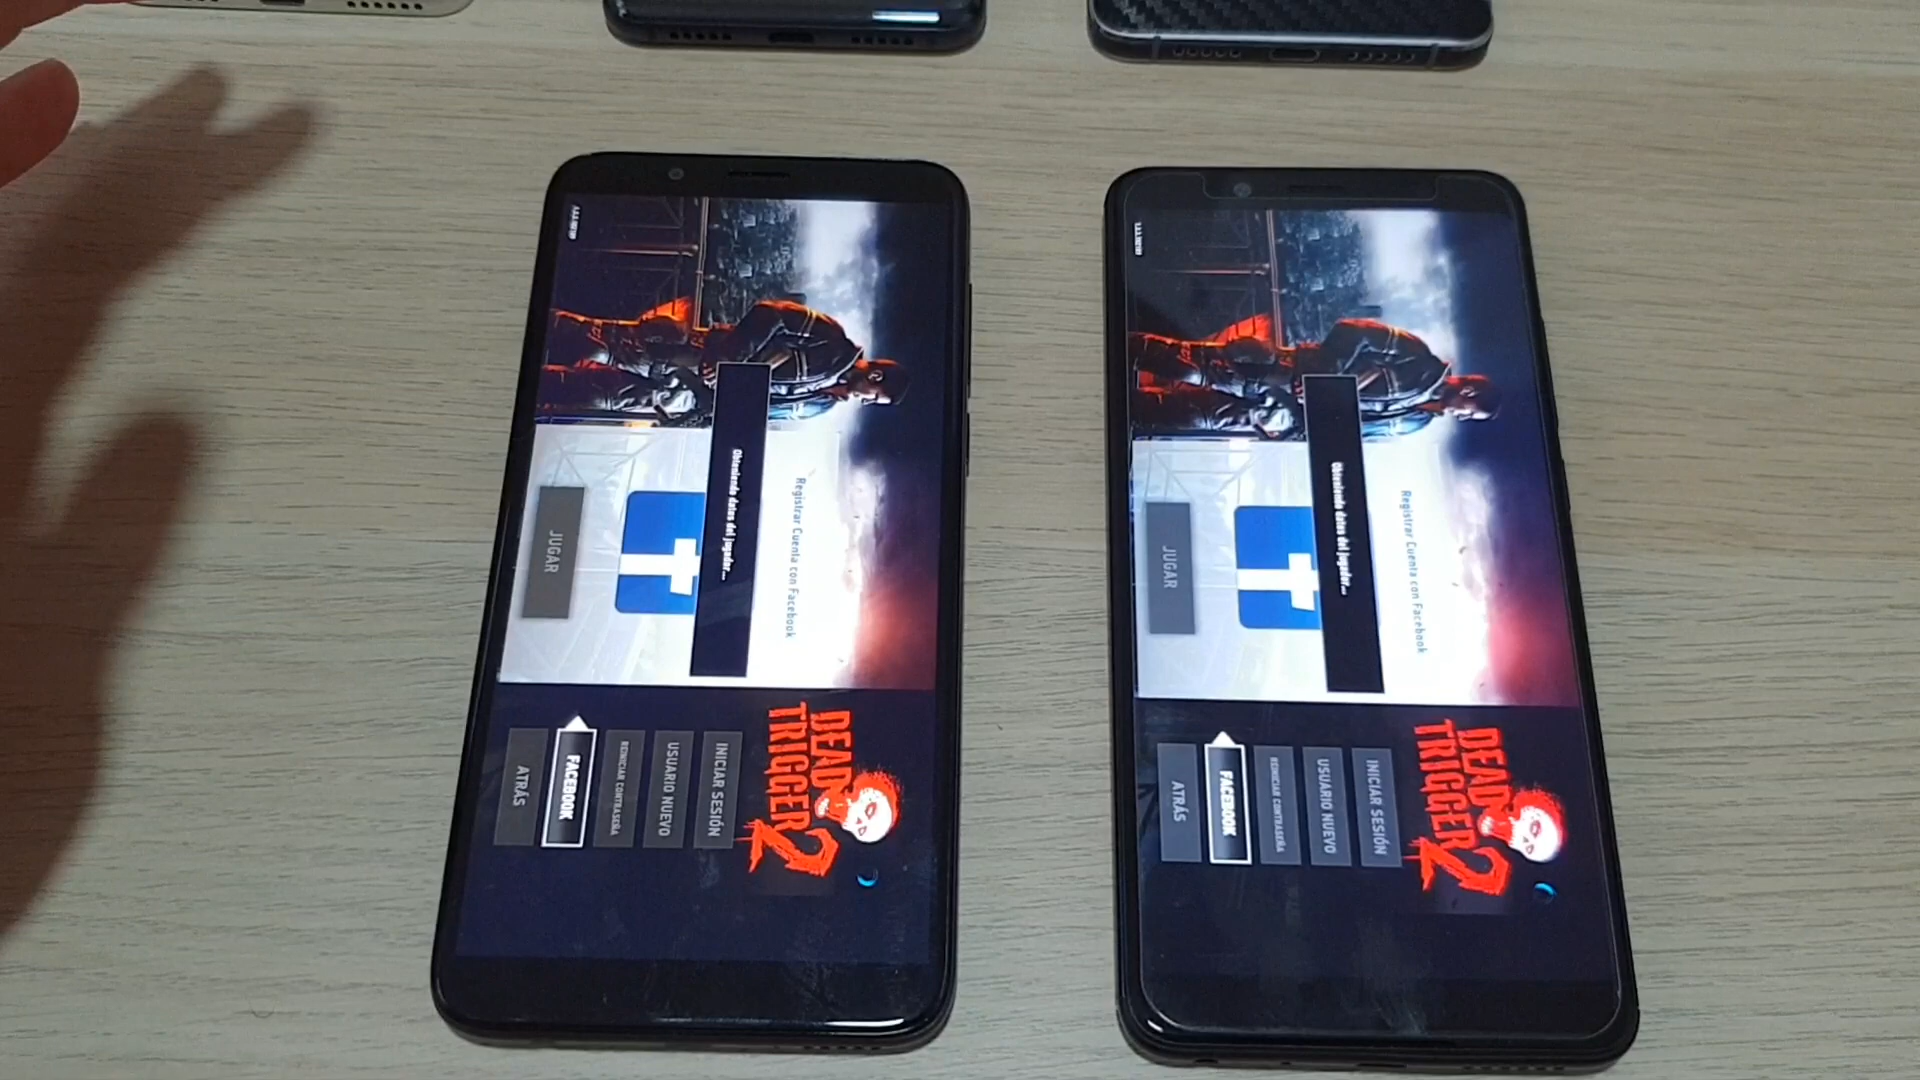 Registrar Cuenta con Facebook
Obteniendo datos del jugador...
JUGAR
DEAD
TRIGGER
2
INICIAR SESIÓN
USUARIO NUEVO
REINICIAR CONTRASEÑA
FACEBOOK
ATRÁS
Registrar Cuenta con Facebook
Obteniendo datos del jugador...
JUGAR
DEAD
TRIGGER
2
INICIAR SESIÓN
USUARIO NUEVO
REINICIAR CONTRASEÑA
FACEBOOK
ATRÁS